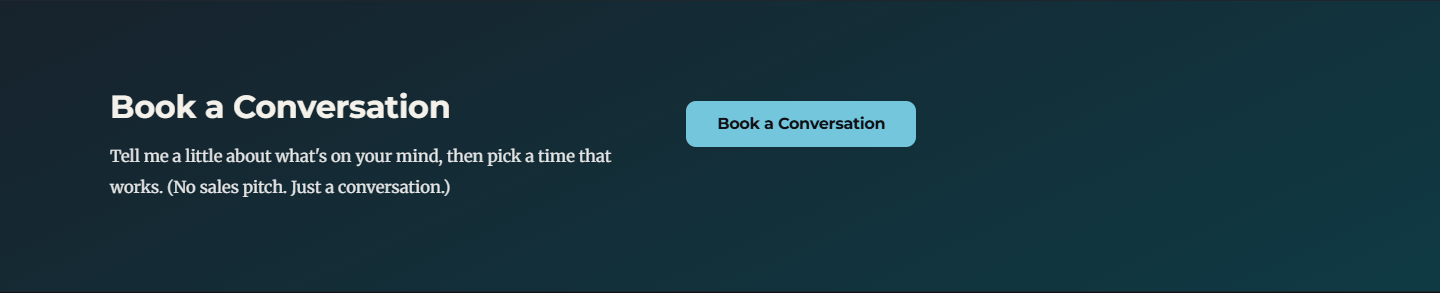 Book a Conversation
Tell me a little about what's on your mind, then pick a time that
works. (No sales pitch. Just a conversation.)
Book a Conversation